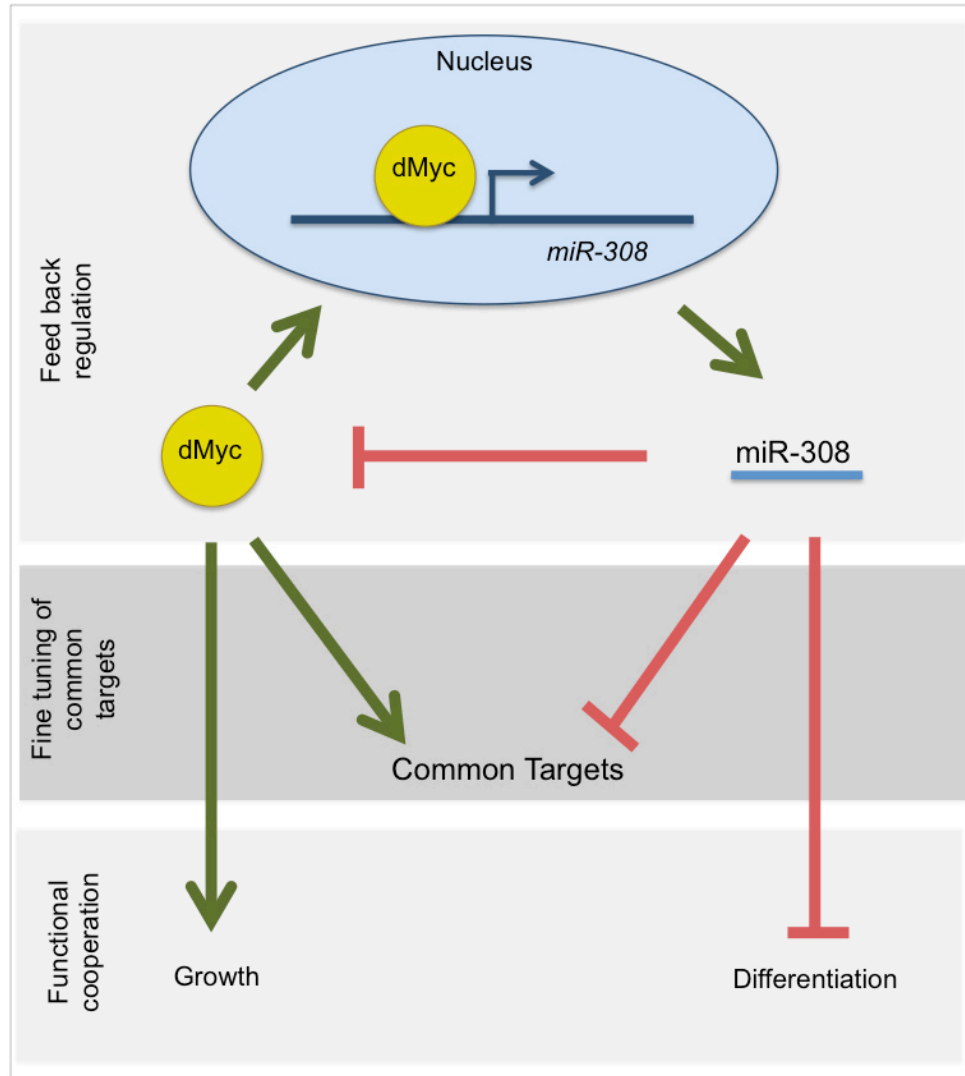 Nucleus
dMyc
miR-308
Feed back
regulation
dMyc
miR-308
Fine tuning of
common
targets
Common Targets
Functional
cooperation
Growth
Differentiation